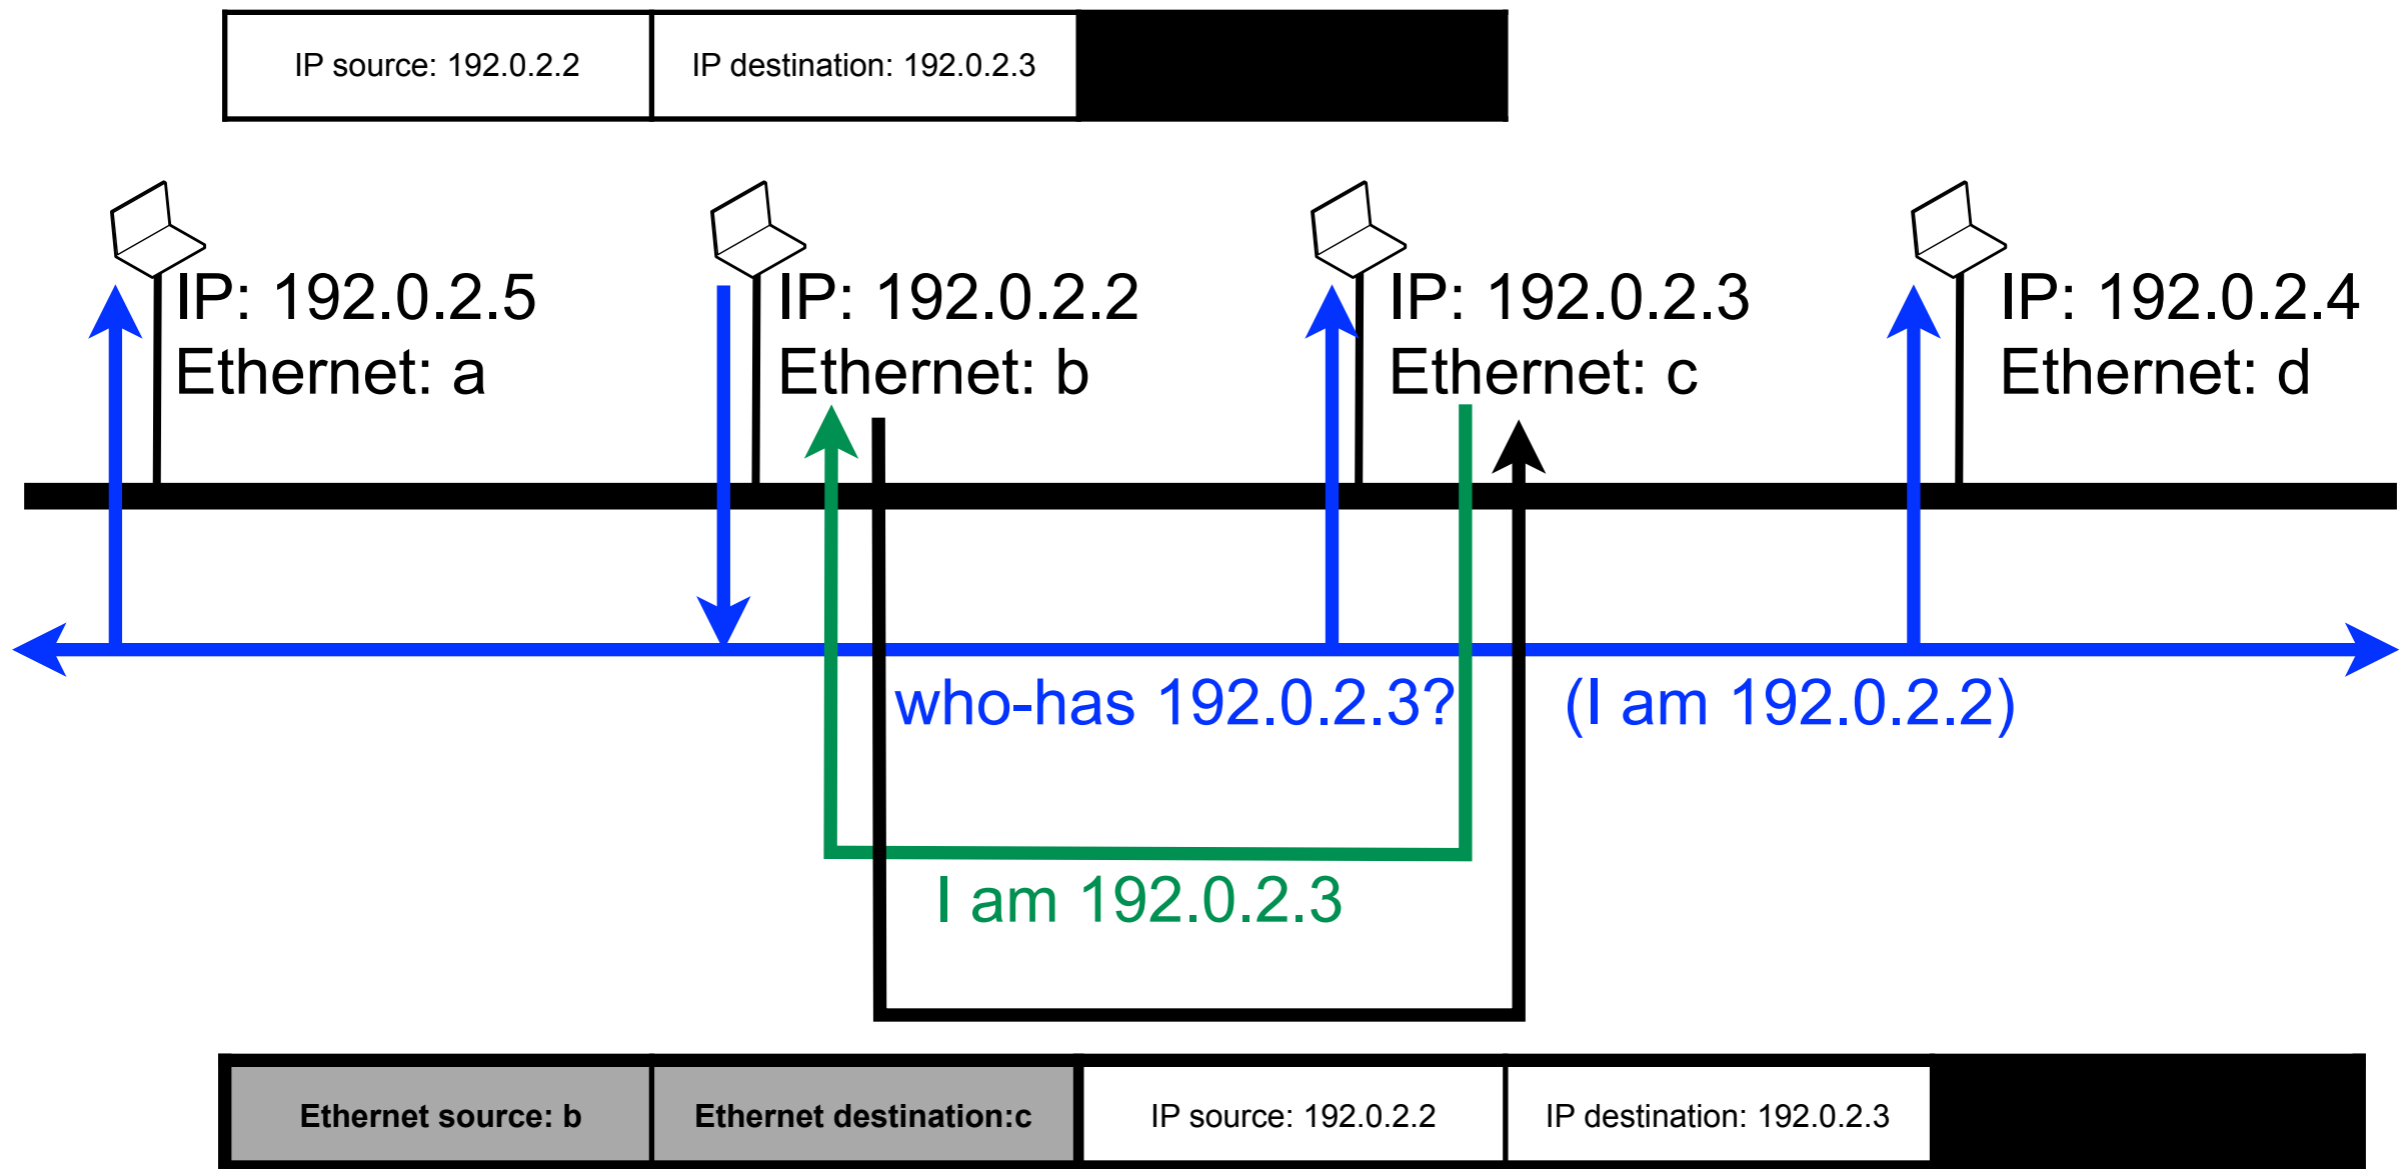 IP source: 192.0.2.2
IP destination: 192.0.2.3
IP: 192.0.2.5
Ethernet: a
IP: 192.0.2.2
Ethernet: b
IP: 192.0.2.3
Ethernet: c
IP: 192.0.2.4
Ethernet: d
who-has 192.0.2.3?
(I am 192.0.2.2)
I am 192.0.2.3
Ethernet source: b
Ethernet destination:c
IP source: 192.0.2.2
IP destination: 192.0.2.3